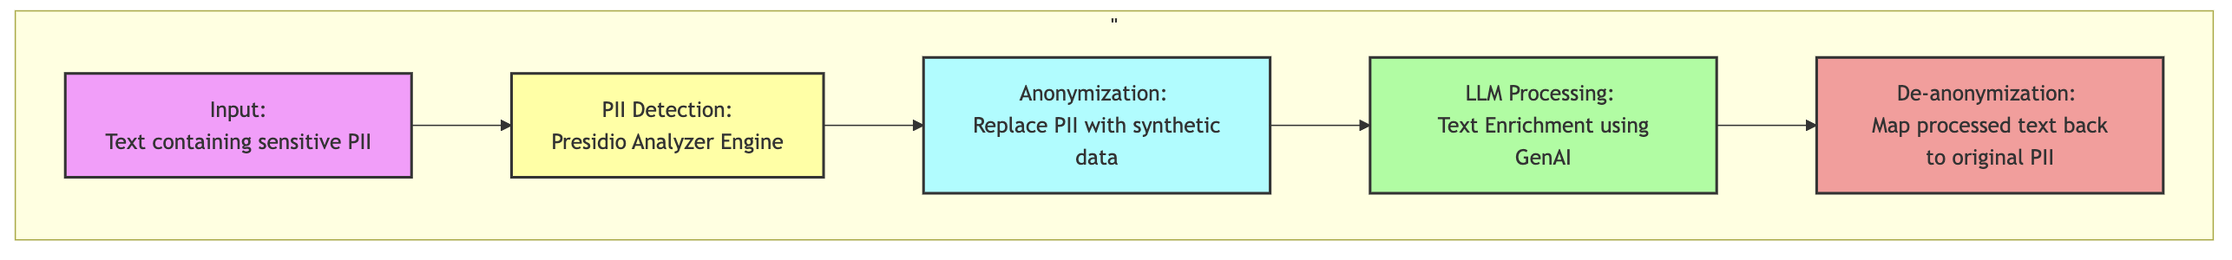 "
Input:
Text containing sensitive PII
PII Detection:
Presidio Analyzer Engine
Anonymization:
Replace PII with synthetic
data
LLM Processing:
Text Enrichment using
GenAI
De-anonymization:
Map processed text back
to original PII